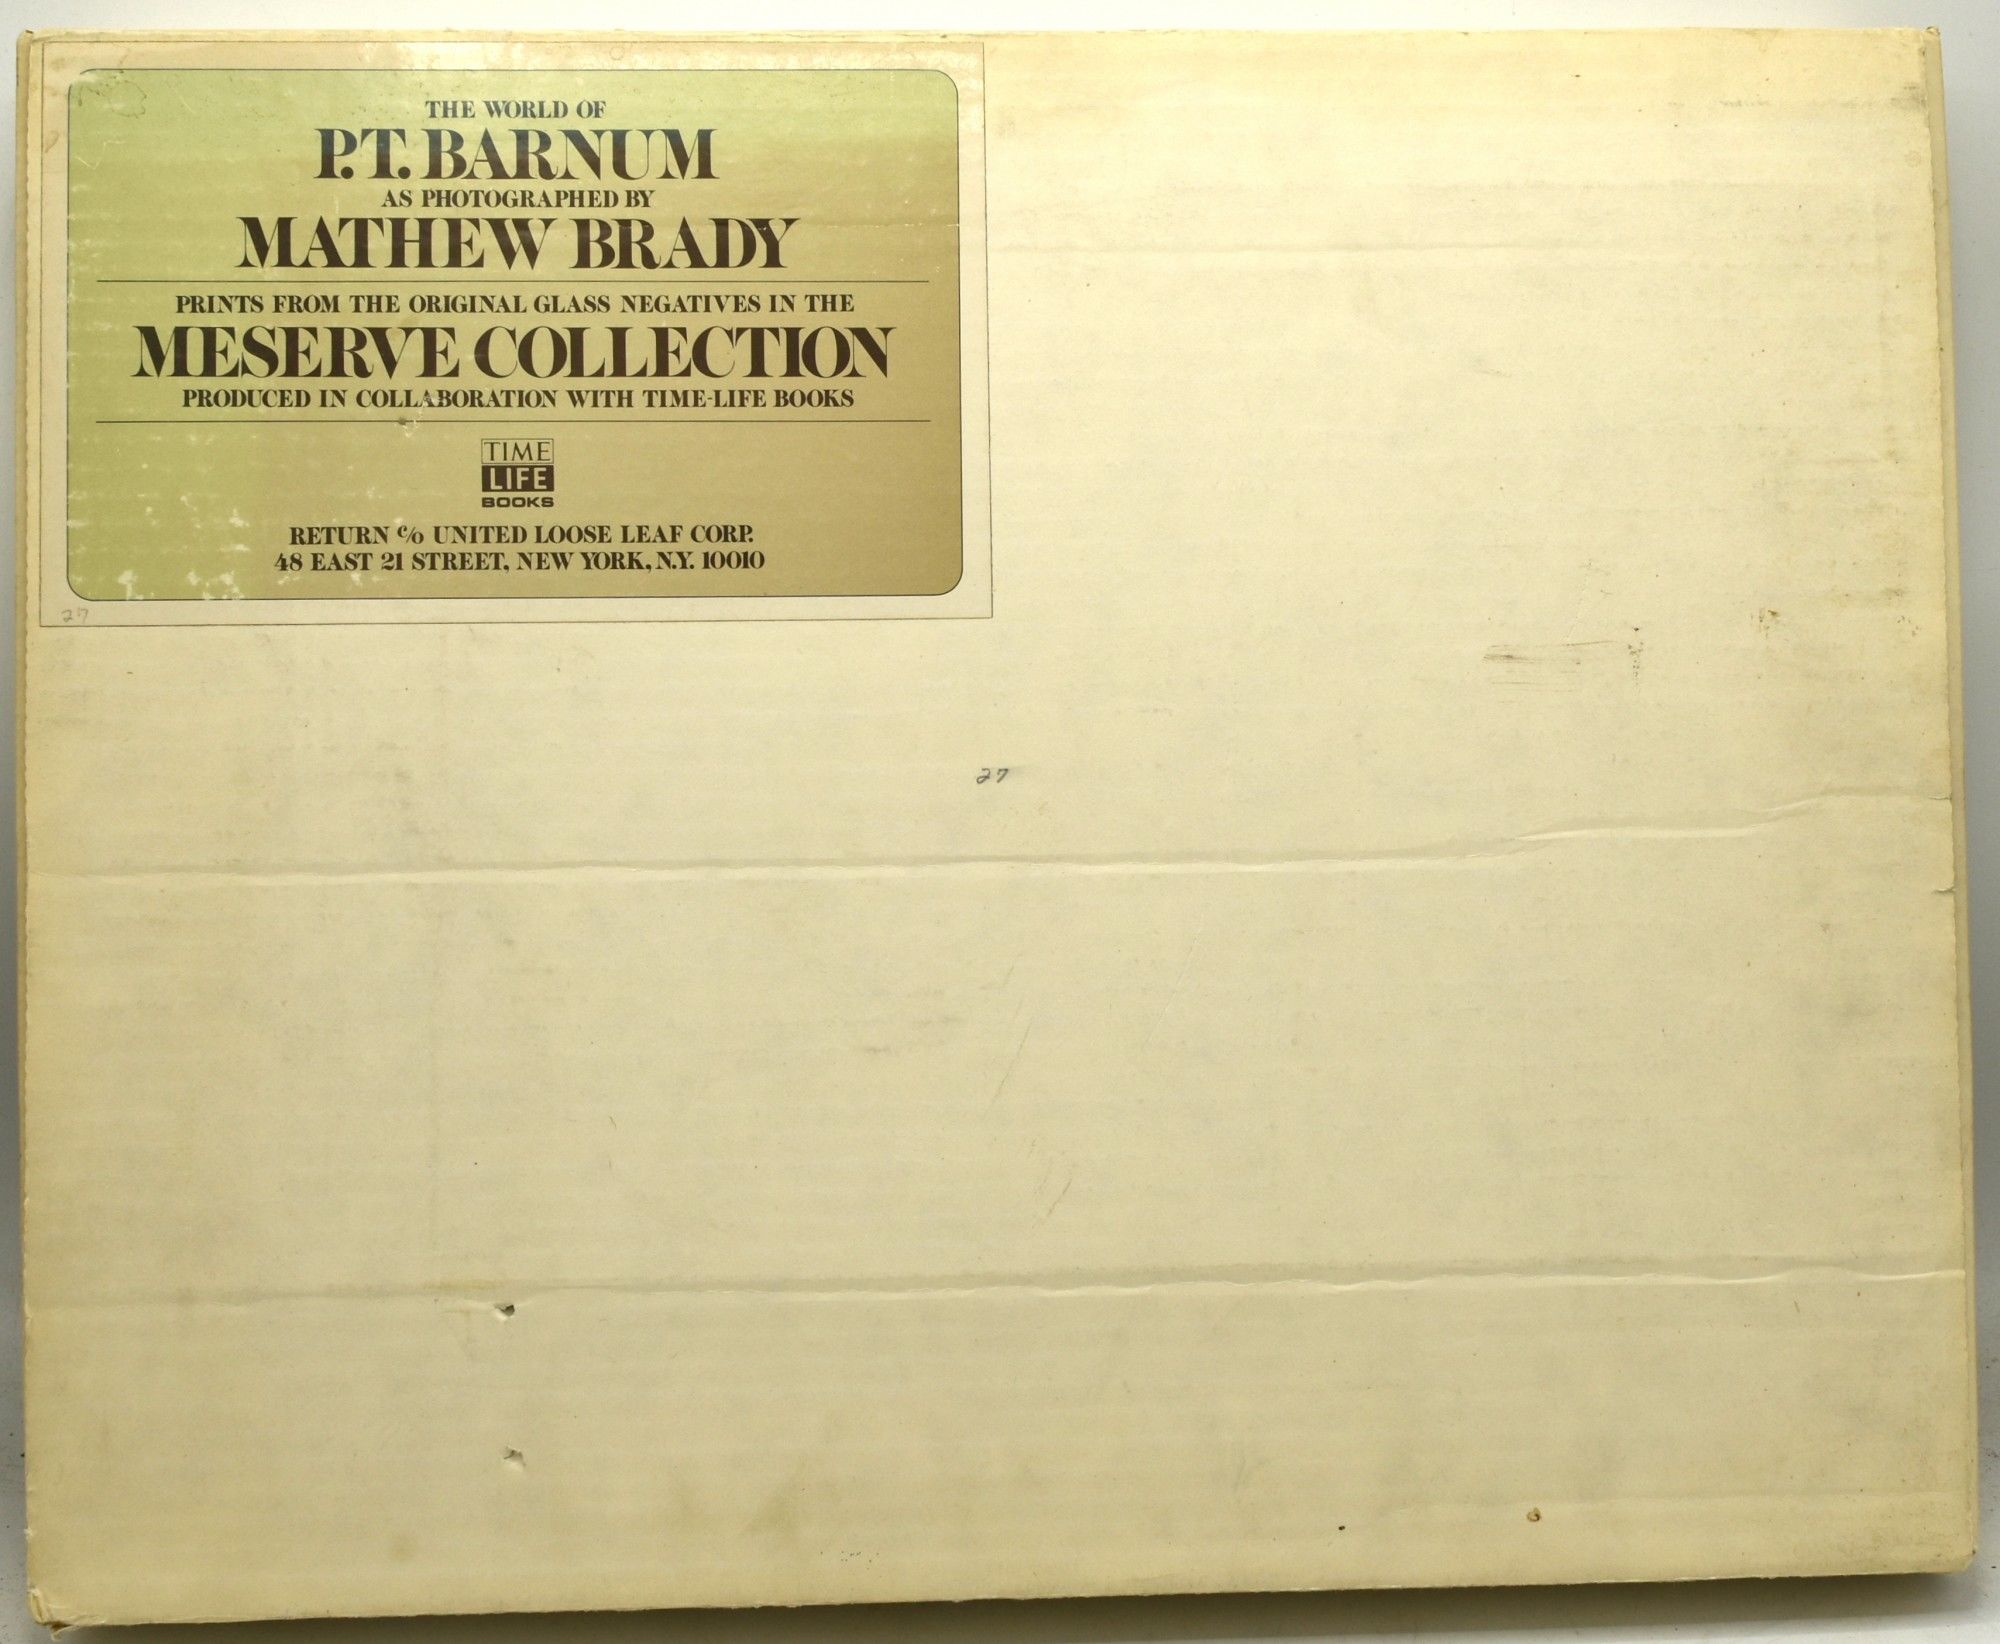 THE WORLD OF
P.T. BARNUM
AS PHOTOGRAPHED BY
MATHEW BRADY
PRINTS FROM THE ORIGINAL GLASS NEGATIVES IN THE
MESERVE COLLECTION
PRODUCED IN COLLABORATION WITH TIME-LIFE BOOKS
TIME
LIFE
BOOKS
RETURN c/o UNITED LOOSE LEAF CORP.
48 EAST 21 STREET, NEW YORK, N.Y. 10010
27
27